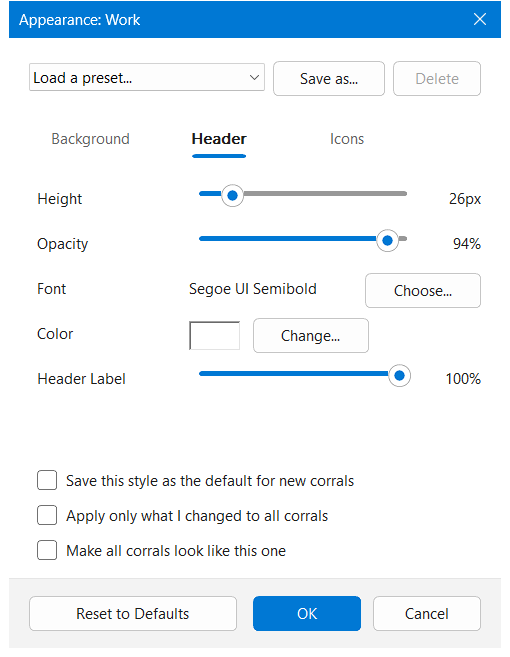 Appearance: Work
Load a preset...
Save as...
Delete
Background
Header
Icons
Height
26px
Opacity
94%
Font
Segoe UI Semibold
Choose...
Color
Change...
Header Label
100%
Save this style as the default for new corrals
Apply only what I changed to all corrals
Make all corrals look like this one
Reset to Defaults
OK
Cancel